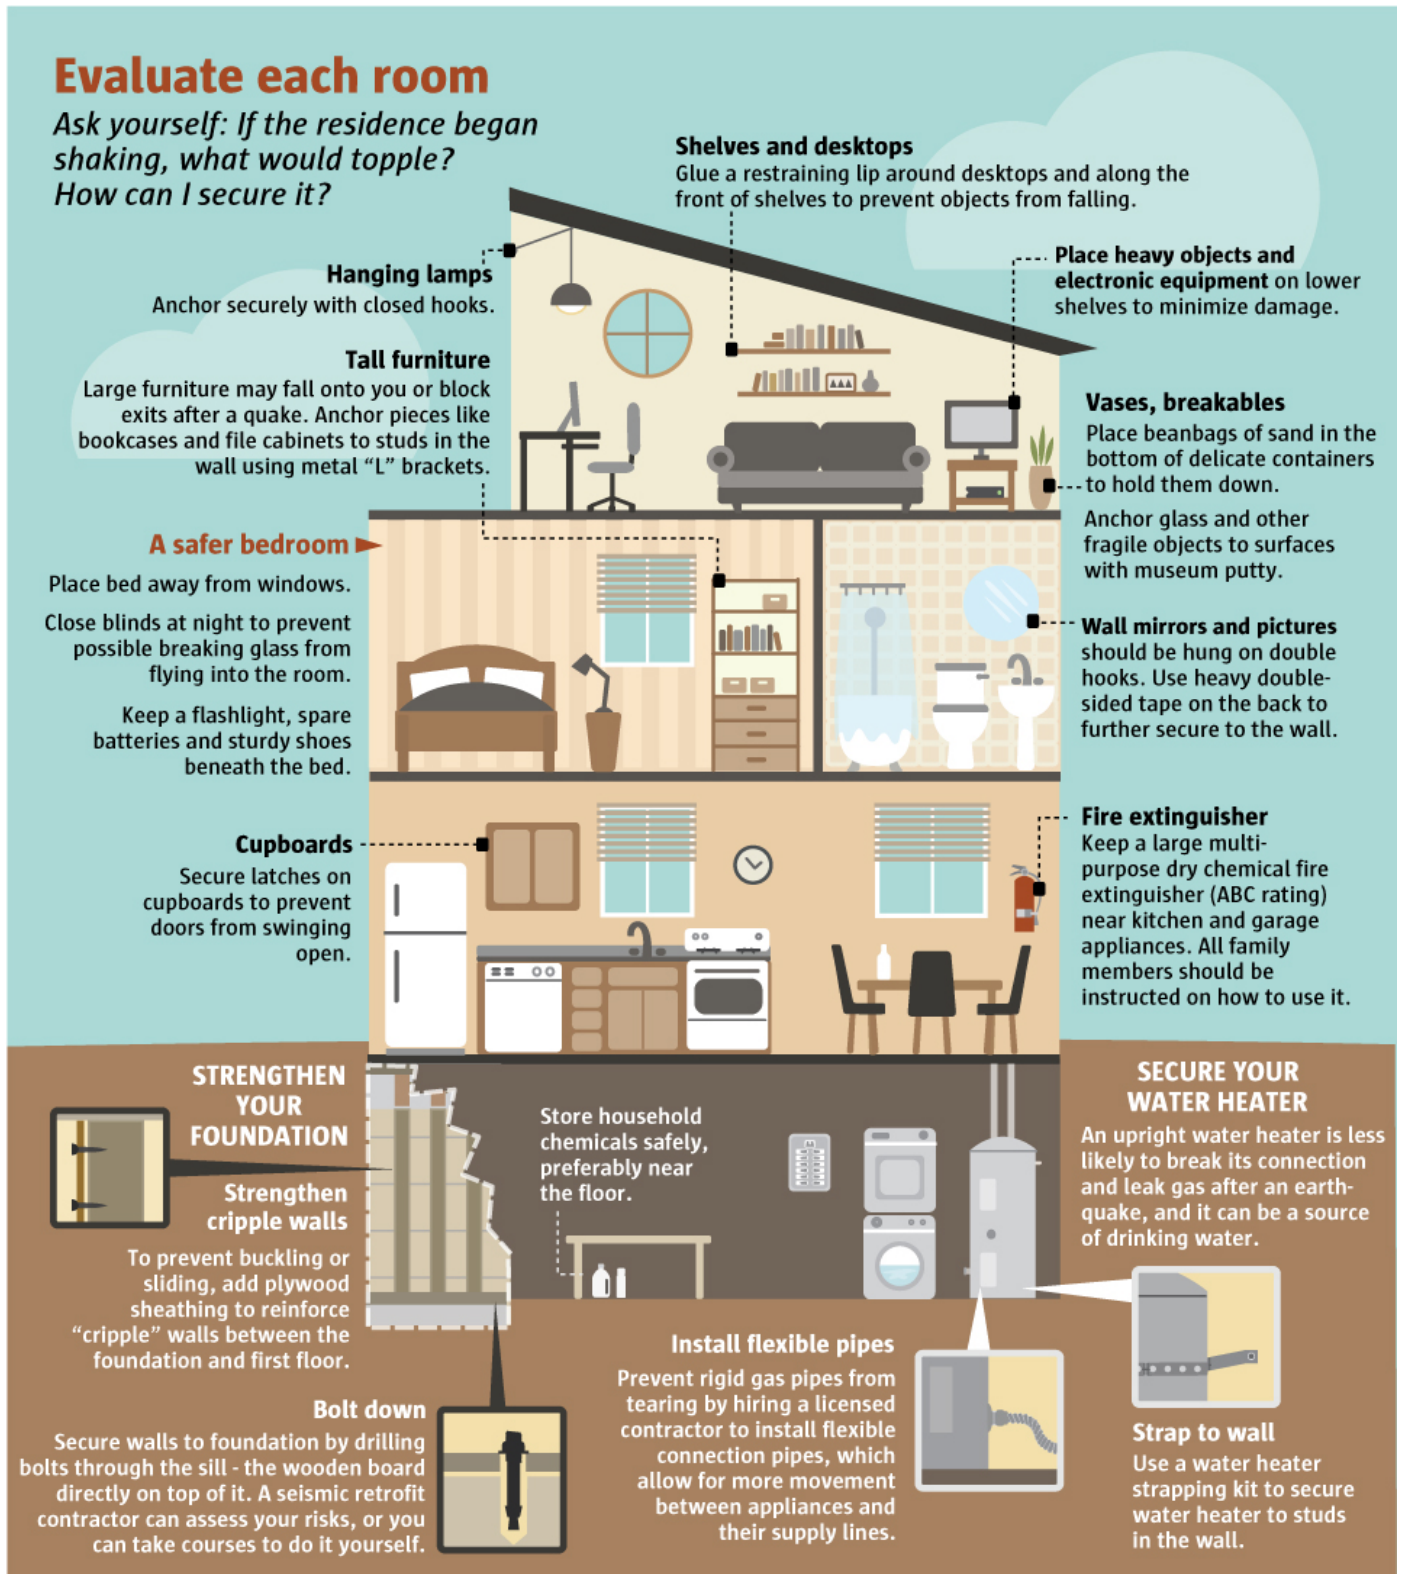 Evaluate each room
Ask yourself: If the residence began
shaking, what would topple?
How can I secure it?
Shelves and desktops
Glue a restraining lip around desktops and along the
front of shelves to prevent objects from falling.
Hanging lamps
Anchor securely with closed hooks.
Place heavy objects and
electronic equipment on lower
shelves to minimize damage.
Tall furniture
Large furniture may fall onto you or block
exits after a quake. Anchor pieces like
bookcases and file cabinets to studs in the
wall using metal “L” brackets.
Vases, breakables
Place beanbags of sand in the
bottom of delicate containers
to hold them down.
Anchor glass and other
fragile objects to surfaces
with museum putty.
A safer bedroom
Place bed away from windows.
Close blinds at night to prevent
possible breaking glass from
flying into the room.
Keep a flashlight, spare
batteries and sturdy shoes
beneath the bed.
Wall mirrors and pictures
should be hung on double
hooks. Use heavy double-
sided tape on the back to
further secure to the wall.
Cupboards
Secure latches on
cupboards to prevent
doors from swinging
open.
Fire extinguisher
Keep a large multi-
purpose dry chemical fire
extinguisher (ABC rating)
near kitchen and garage
appliances. All family
members should be
instructed on how to use it.
STRENGTHEN
YOUR
FOUNDATION
Strengthen
cripple walls
To prevent buckling or
sliding, add plywood
sheathing to reinforce
“cripple” walls between the
foundation and first floor.
Bolt down
Secure walls to foundation by drilling
bolts through the sill - the wooden board
directly on top of it. A seismic retrofit
contractor can assess your risks, or you
can take courses to do it yourself.
Store household
chemicals safely,
preferably near
the floor.
Install flexible pipes
Prevent rigid gas pipes from
tearing by hiring a licensed
contractor to install flexible
connection pipes, which
allow for more movement
between appliances and
their supply lines.
SECURE YOUR
WATER HEATER
An upright water heater is less
likely to break its connection
and leak gas after an earth-
quake, and it can be a source
of drinking water.
Strap to wall
Use a water heater
strapping kit to secure
water heater to studs
in the wall.